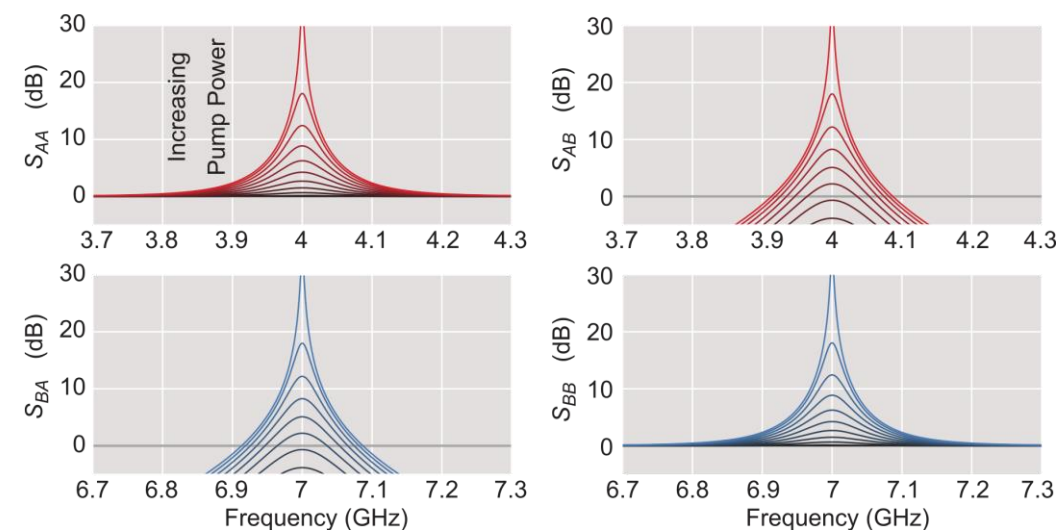 30
20
10
0
S_AA (dB)
Increasing
Pump Power
3.7 3.8 3.9 4 4.1 4.2 4.3
30
20
10
0
S_AB (dB)
3.7 3.8 3.9 4 4.1 4.2 4.3
30
20
10
0
S_BA (dB)
6.7 6.8 6.9 7 7.1 7.2 7.3
Frequency (GHz)
30
20
10
0
S_BB (dB)
6.7 6.8 6.9 7 7.1 7.2 7.3
Frequency (GHz)